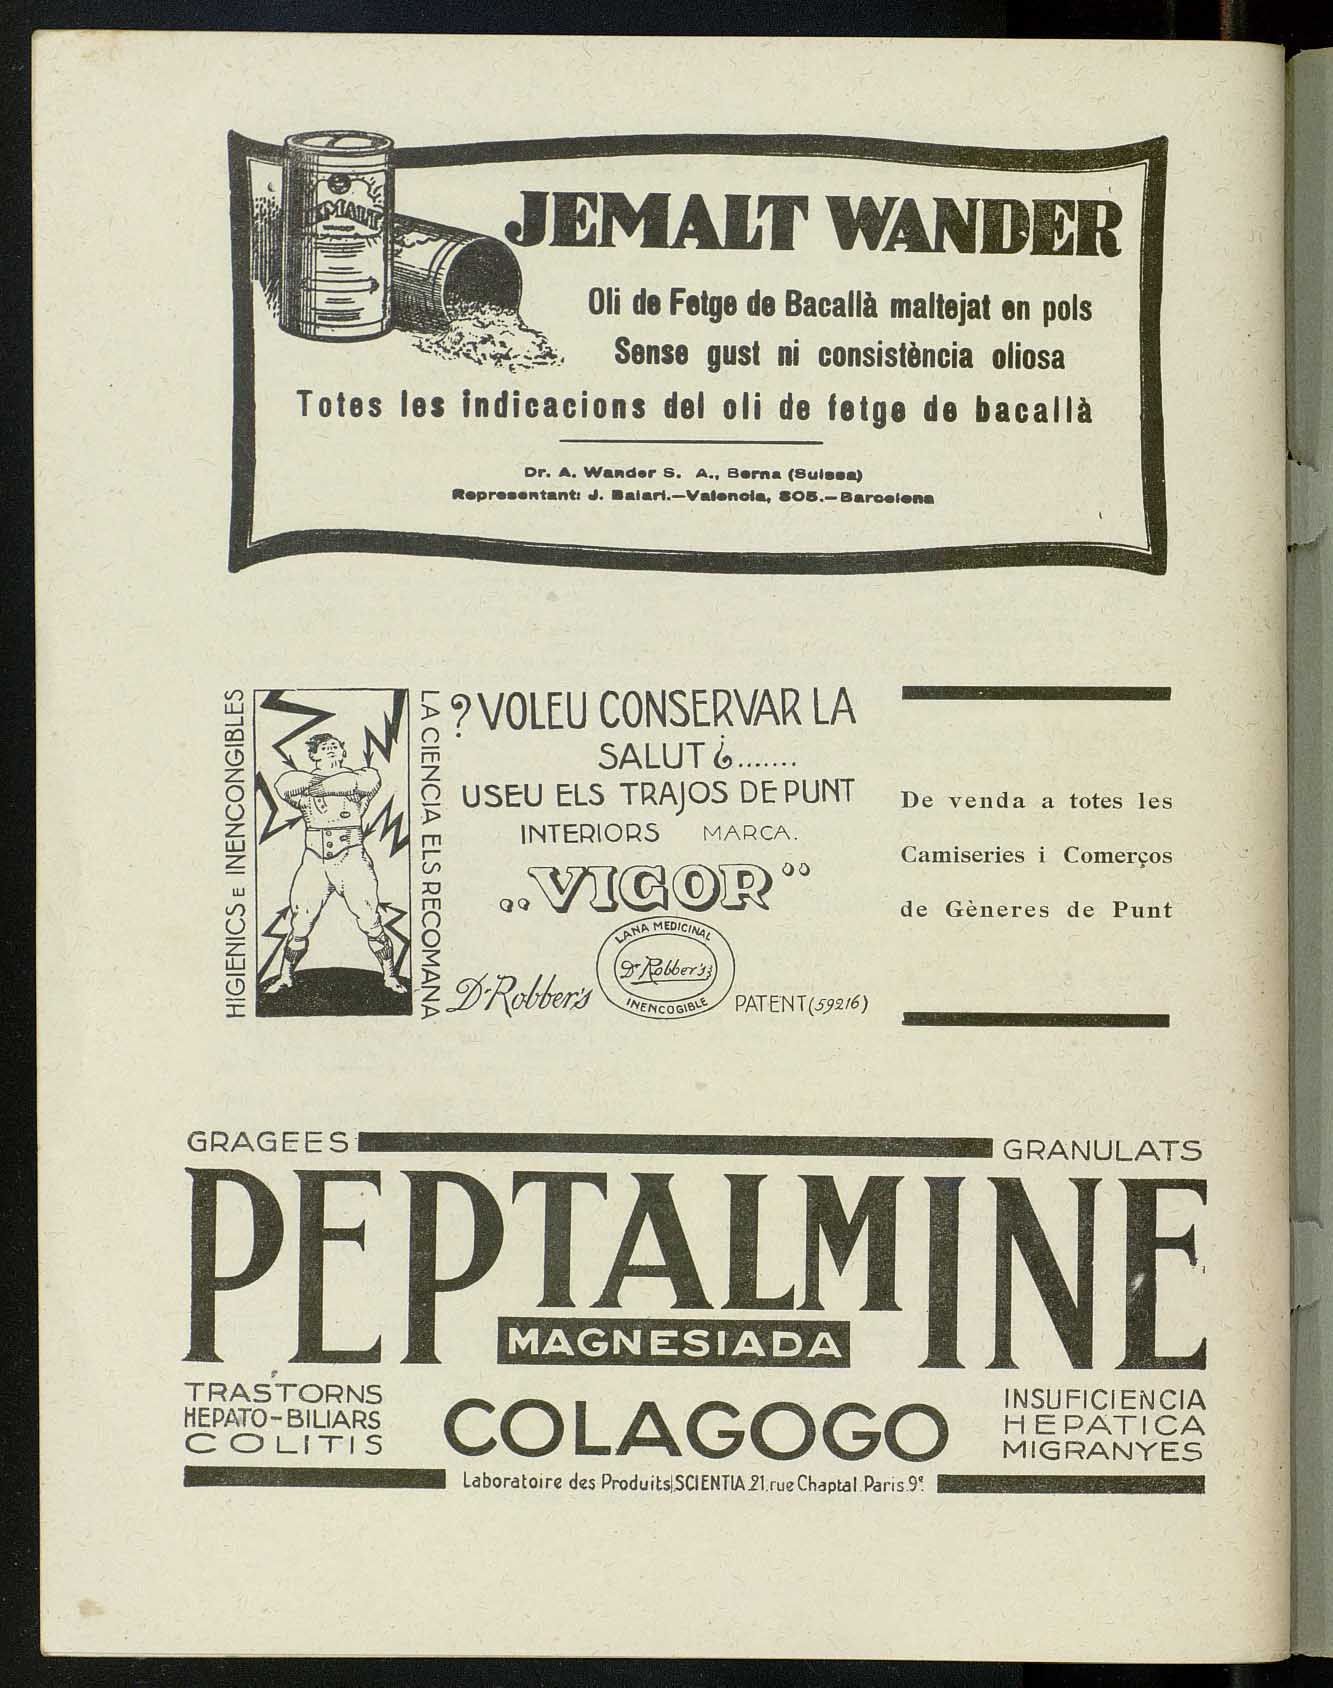 JEMALT WANDER
Oli de Fetge de Bacallà maltejat en pols
Sense gust ni consistència oliosa
Totes les indicacions del oli de fetge de bacallà
Dr. A. Wander S. A., Berna (Suissa)
Representant: J. Balari.—Valencia, 305.—Barcelona
HIGIENICS E INENCONGIBLES
LA CIENCIA ELS RECOMANA
?VOLEU CONSERVAR LA
SALUT¿.......
USEU ELS TRAJOS DE PUNT
INTERIORS MARCA.
„VIGOR”
LANA MEDICINAL
Dr Robber's
INENCOGIBLE
Dr Robber's
PATENT (59216)
De venda a totes les
Camiseries i Comerços
de Gèneres de Punt
GRAGEES
GRANULATS
PEPTALMINE
MAGNESIADA
TRASTORNS
HEPATO-BILIARS
COLITIS
COLAGOGO
INSUFICIENCIA
HEPATICA
MIGRANYES
Laboratoire des Produits SCIENTIA.21.rue Chaptal.Paris.9e